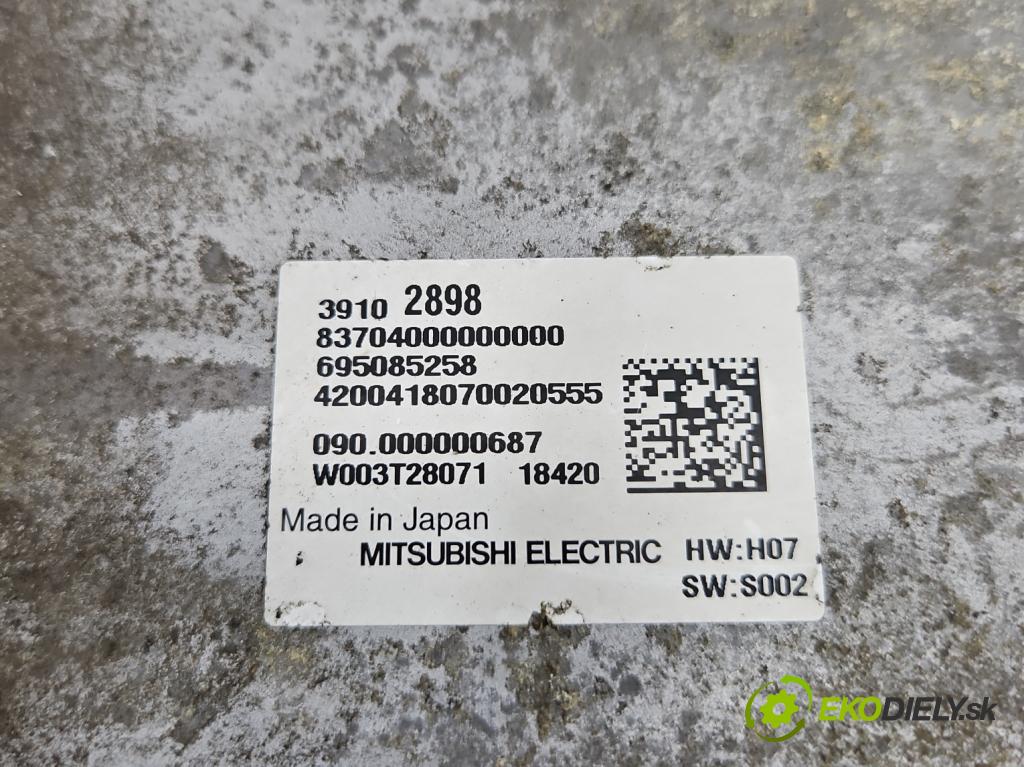 3910 2898
83704000000000
695085258
4200418070020555
090.000000687
W003T28071 18420
Made in Japan
MITSUBISHI ELECTRIC HW:H07
SW:S002
EKODIELY.sk